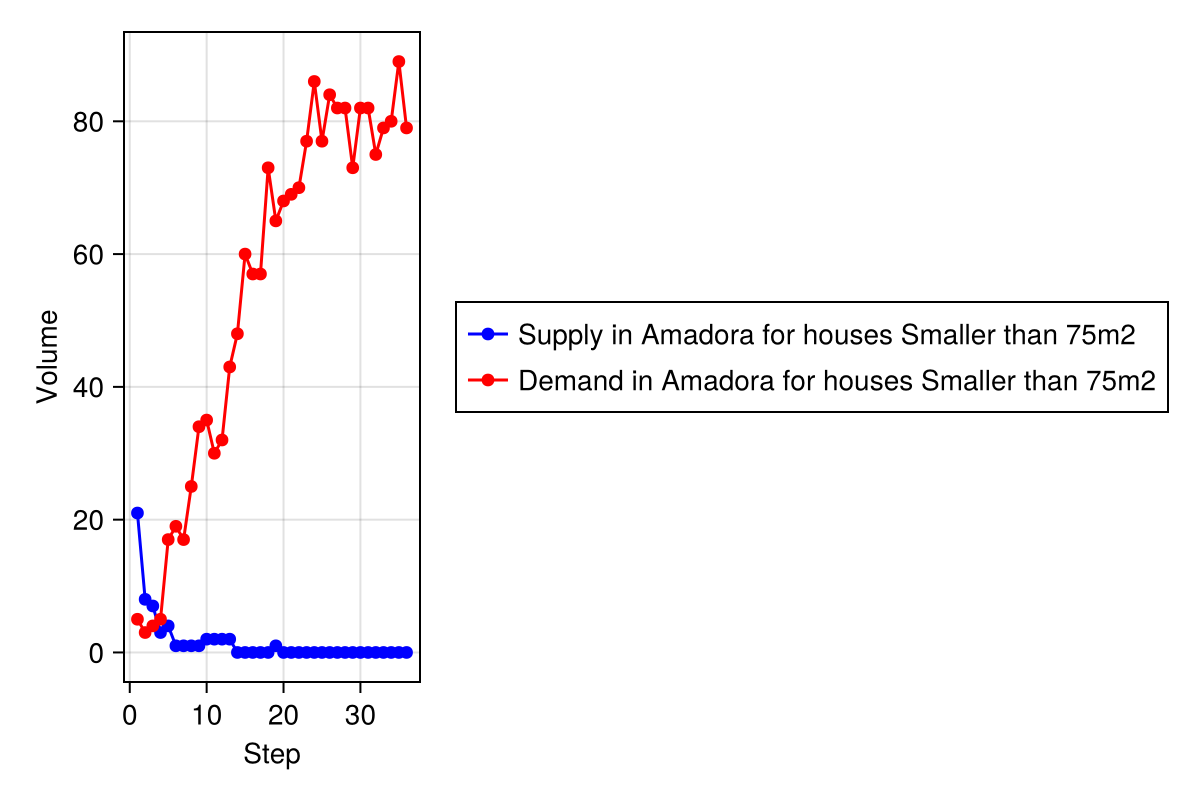 80
60
40
20
0
Volume
0 10 20 30
Step
Supply in Amadora for houses Smaller than 75m2
Demand in Amadora for houses Smaller than 75m2